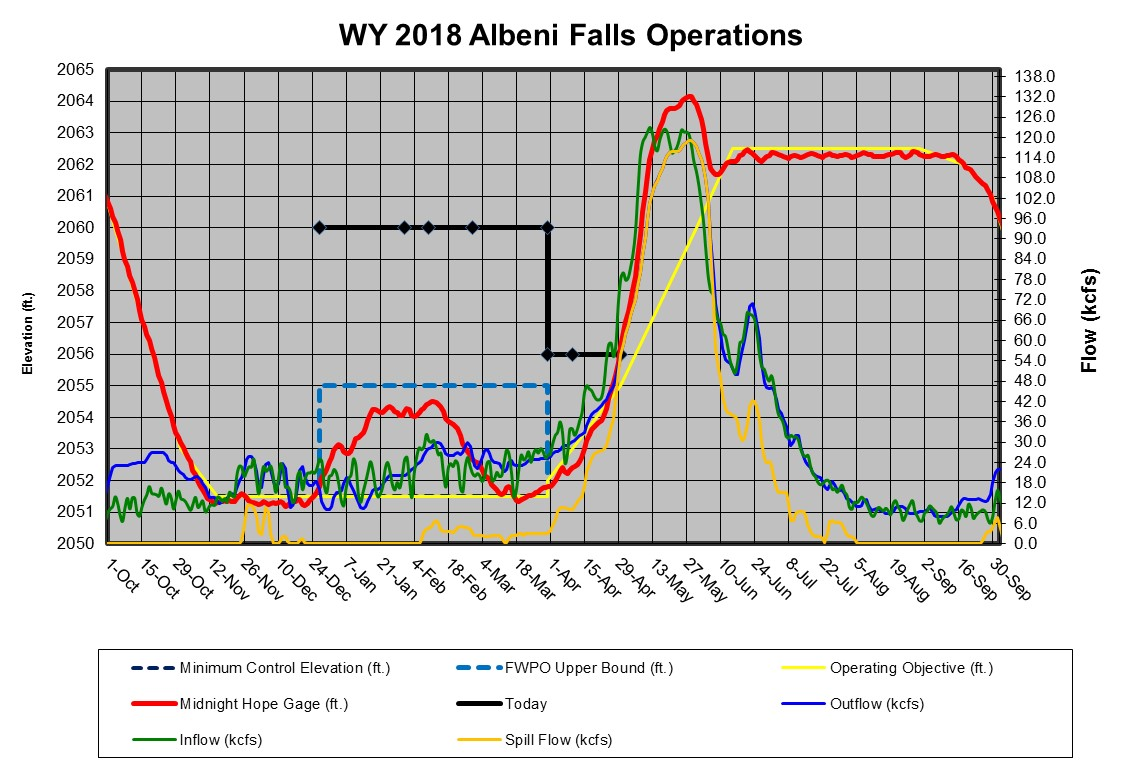 WY 2018 Albeni Falls Operations
2065
2064
2063
2062
2061
2060
2059
2058
2057
2056
2055
2054
2053
2052
2051
2050
Elevation (ft.)
138.0
132.0
126.0
120.0
114.0
108.0
102.0
96.0
90.0
84.0
78.0
72.0
66.0
60.0
54.0
48.0
42.0
36.0
30.0
24.0
18.0
12.0
6.0
0.0
Flow (kcfs)
1-Oct
15-Oct
29-Oct
12-Nov
26-Nov
10-Dec
24-Dec
7-Jan
21-Jan
4-Feb
18-Feb
4-Mar
18-Mar
1-Apr
15-Apr
29-Apr
13-May
27-May
10-Jun
24-Jun
8-Jul
22-Jul
5-Aug
19-Aug
2-Sep
16-Sep
30-Sep
Minimum Control Elevation (ft.)
FWPO Upper Bound (ft.)
Operating Objective (ft.)
Midnight Hope Gage (ft.)
Today
Outflow (kcfs)
Inflow (kcfs)
Spill Flow (kcfs)